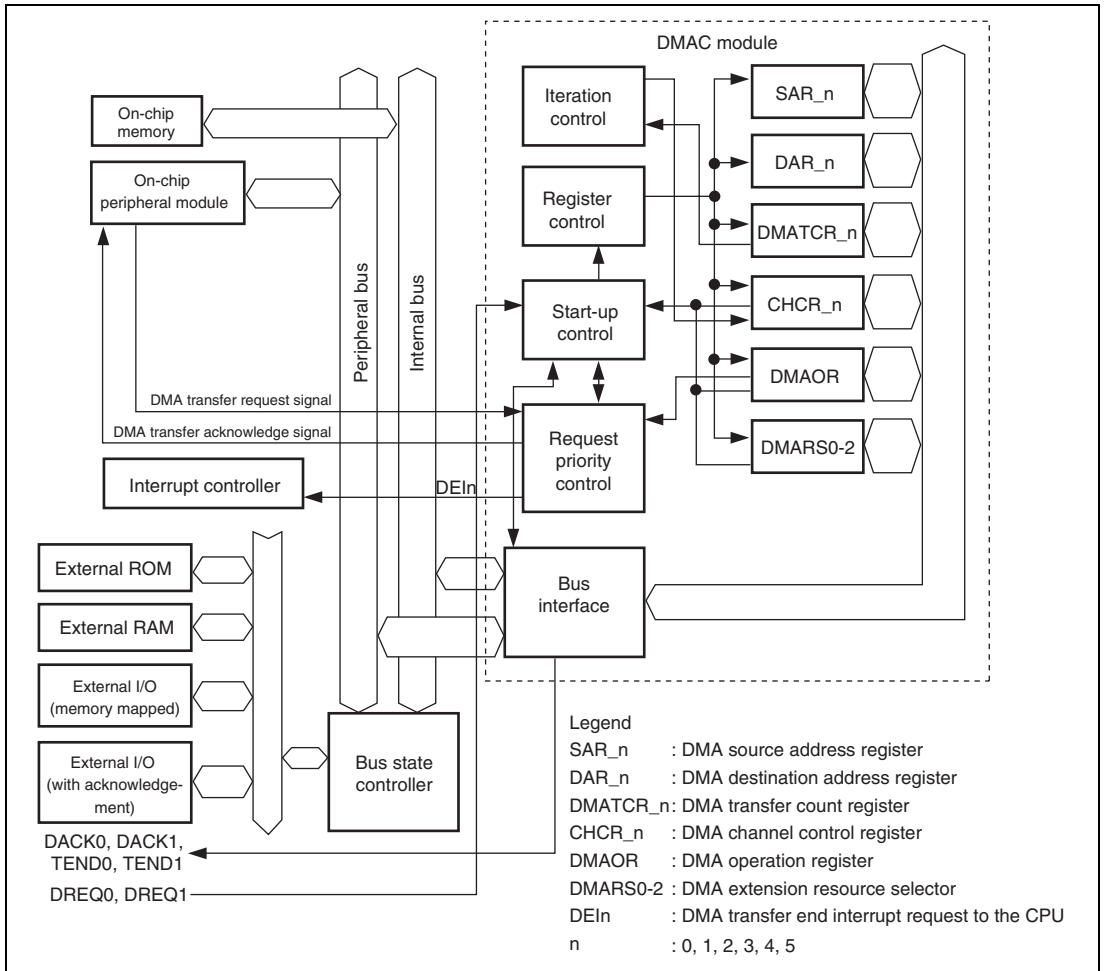 DMAC module
On-chip
memory
On-chip
peripheral module
Iteration
control
Register
control
Start-up
control
Request
priority
control
SAR_n
DAR_n
DMATCR_n
CHCR_n
DMAOR
DMARS0-2
Peripheral bus
Internal bus
DMA transfer request signal
DMA transfer acknowledge signal
Interrupt controller
DEIn
External ROM
External RAM
External I/O
(memory mapped)
External I/O
(with acknowledge-
ment)
Bus
interface
Bus state
controller
DACK0, DACK1,
TEND0, TEND1
DREQ0, DREQ1
Legend
SAR_n : DMA source address register
DAR_n : DMA destination address register
DMATCR_n: DMA transfer count register
CHCR_n : DMA channel control register
DMAOR : DMA operation register
DMARS0-2 : DMA extension resource selector
DEIn : DMA transfer end interrupt request to the CPU
n : 0, 1, 2, 3, 4, 5